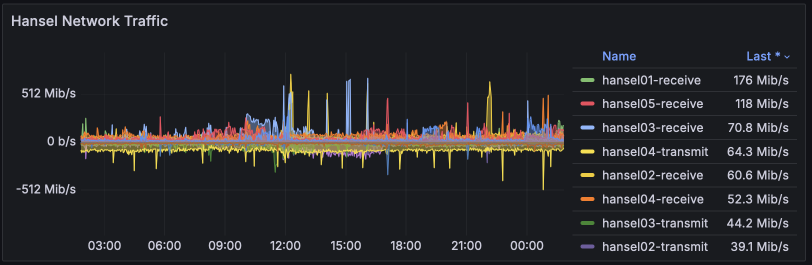 Hansel Network Traffic
Name Last *
512 Mib/s
0 b/s
-512 Mib/s
03:00 06:00 09:00 12:00 15:00 18:00 21:00 00:00
hansel01-receive 176 Mib/s
hansel05-receive 118 Mib/s
hansel03-receive 70.8 Mib/s
hansel04-transmit 64.3 Mib/s
hansel02-receive 60.6 Mib/s
hansel04-receive 52.3 Mib/s
hansel03-transmit 44.2 Mib/s
hansel02-transmit 39.1 Mib/s